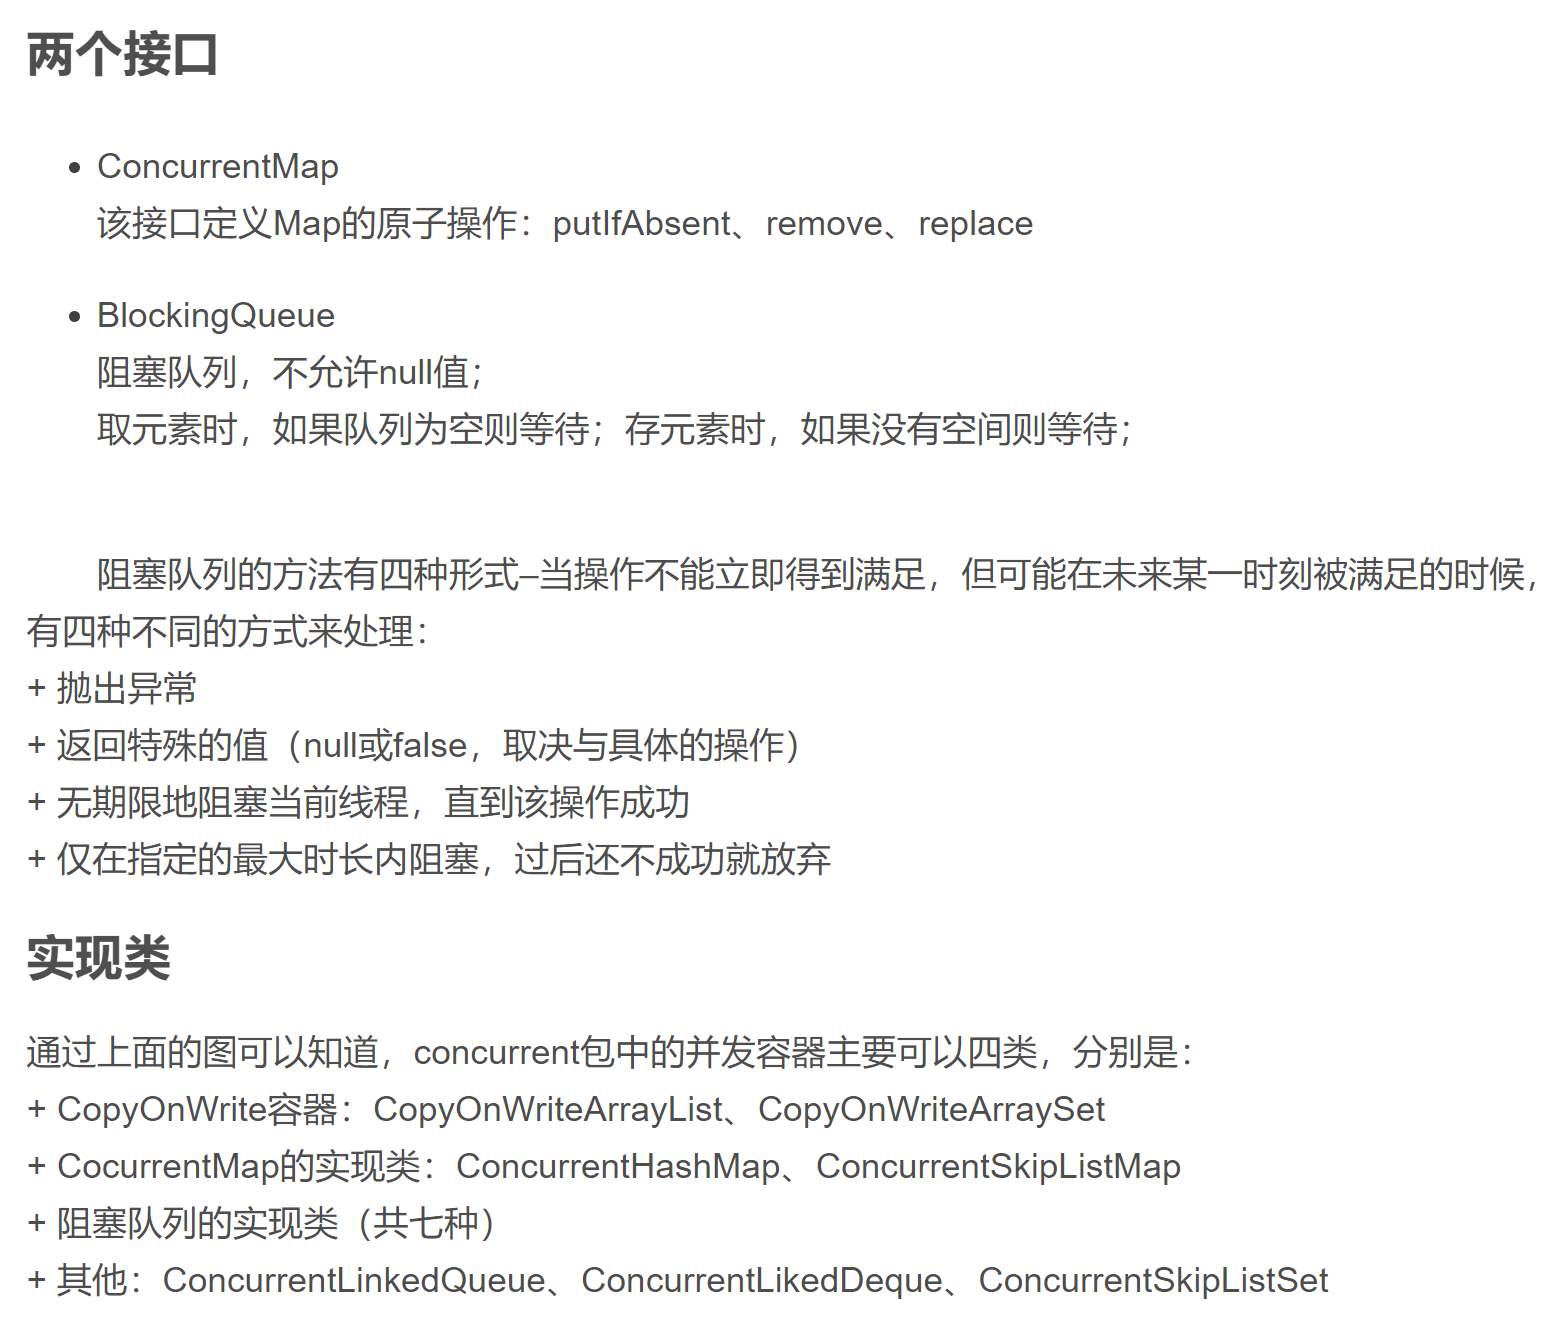 两个接口
• ConcurrentMap
该接口定义Map的原子操作：putIfAbsent、remove、replace
• BlockingQueue
阻塞队列，不允许null值；
取元素时，如果队列为空则等待；存元素时，如果没有空间则等待；
阻塞队列的方法有四种形式–当操作不能立即得到满足，但可能在未来某一时刻被满足的时候，
有四种不同的方式来处理：
+ 抛出异常
+ 返回特殊的值（null或false，取决与具体的操作）
+ 无期限地阻塞当前线程，直到该操作成功
+ 仅在指定的最大时长内阻塞，过后还不成功就放弃
实现类
通过上面的图可以知道，concurrent包中的并发容器主要可以四类，分别是：
+ CopyOnWrite容器：CopyOnWriteArrayList、CopyOnWriteArraySet
+ CocurrentMap的实现类：ConcurrentHashMap、ConcurrentSkipListMap
+ 阻塞队列的实现类（共七种）
+ 其他：ConcurrentLinkedQueue、ConcurrentLikedDeque、ConcurrentSkipListSet